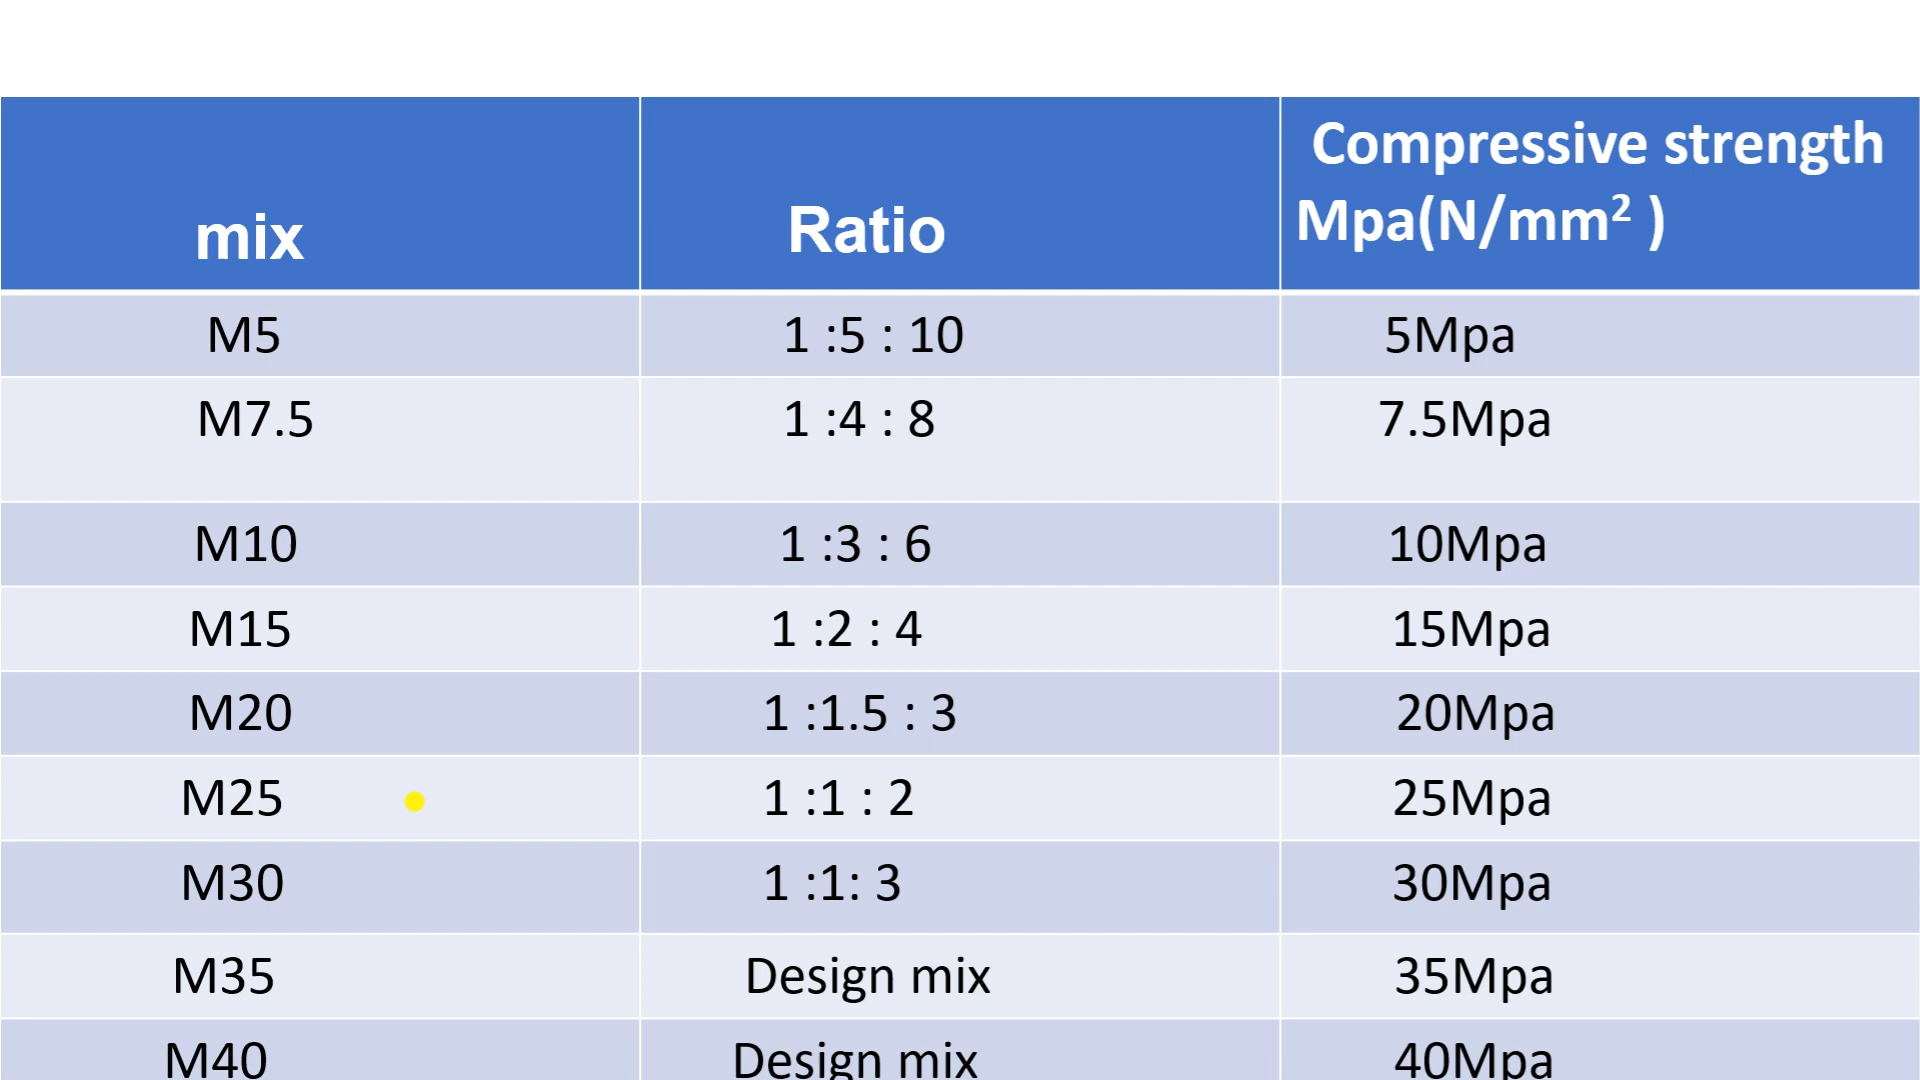 mix Ratio Compressive strength
Mpa(N/mm² )
M5 1 :5 : 10 5Mpa
M7.5 1 :4 : 8 7.5Mpa
M10 1 :3 : 6 10Mpa
M15 1 :2 : 4 15Mpa
M20 1 :1.5 : 3 20Mpa
M25 1 :1 : 2 25Mpa
M30 1 :1: 3 30Mpa
M35 Design mix 35Mpa
M40 Design mix 40Mpa